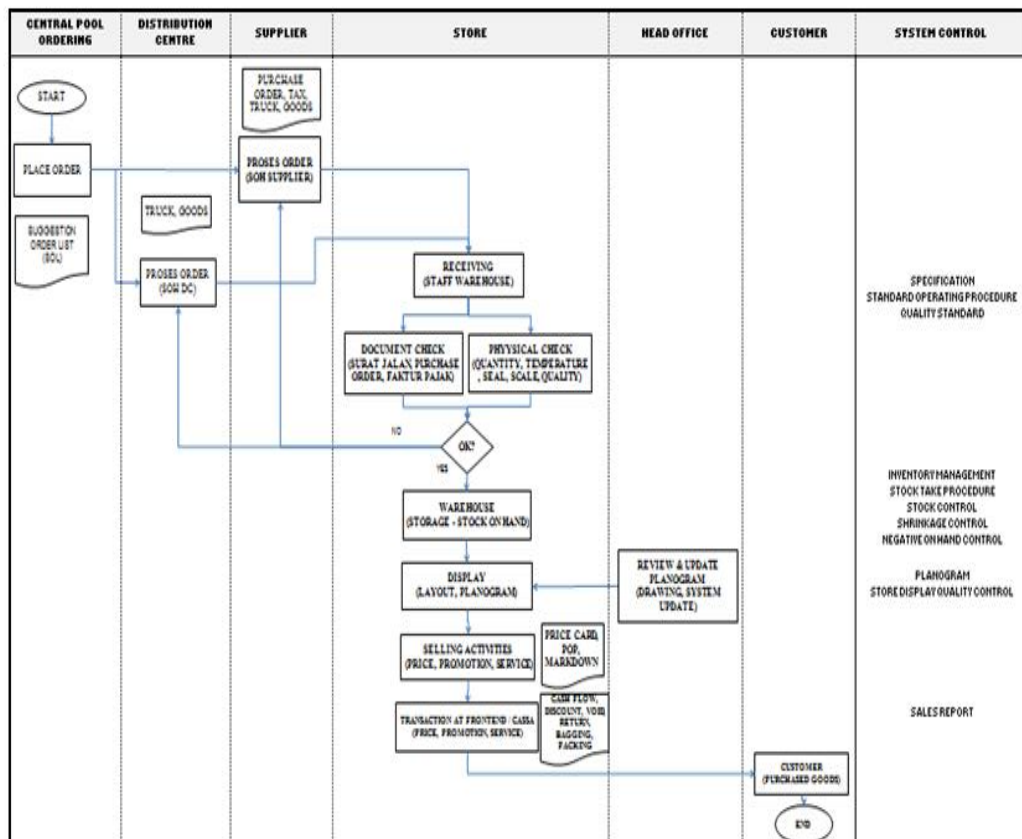 CENTRAL POOL
ORDERING
DISTRIBUTION
CENTRE
SUPPLIER
STORE
HEAD OFFICE
CUSTOMER
SYSTEM CONTROL
START
PURCHASE
ORDER, TAX,
TRUCK, GOODS
PLACE ORDER
PROSES ORDER
(SOH SUPPLIER)
SUGGESTION
ORDER LIST
(SOL)
TRUCK, GOODS
PROSES ORDER
(SOH DC)
RECEIVING
(STAFF WAREHOUSE)
SPECIFICATION
STANDARD OPERATING PROCEDURE
QUALITY STANDARD
DOCUMENT CHECK
(SURAT JALAN, PURCHASE
ORDER, FAKTUR PAJAK)
PHYYSICAL CHECK
(QUANTITY, TEMPERATURE
, SEAL, SCALE, QUALITY)
NO
OK?
YES
WAREHOUSE
(STORAGE - STOCK ON HAND)
INVENTORY MANAGEMENT
STOCK TAKE PROCEDURE
STOCK CONTROL
SHRINKAGE CONTROL
NEGATIVE ON HAND CONTROL
DISPLAY
(LAYOUT, PLANOGRAM)
REVIEW & UPDATE
PLANOGRAM
(DRAWING, SYSTEM
UPDATE)
PLANOGRAM
STORE DISPLAY QUALITY CONTROL
SELLING ACTIVITIES
(PRICE, PROMOTION, SERVICE)
PRICE CARD,
POP,
MARKDOWN
TRANSACTION AT FRONTEND / CASSA
(PRICE, PROMOTION, SERVICE)
CASH FLOW,
DISCOUNT, VOID,
RETURN,
BAGGING,
PACKING
SALES REPORT
CUSTOMER
(PURCHASED GOODS)
END